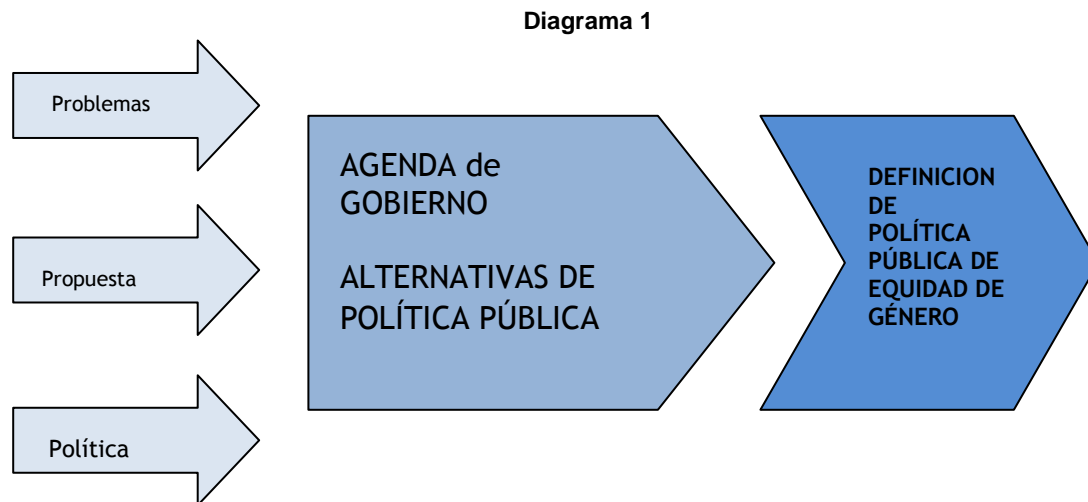 Diagrama 1
Problemas
Propuesta
Política
AGENDA de
GOBIERNO
ALTERNATIVAS DE
POLÍTICA PÚBLICA
DEFINICION
DE
POLÍTICA
PÚBLICA DE
EQUIDAD DE
GÉNERO